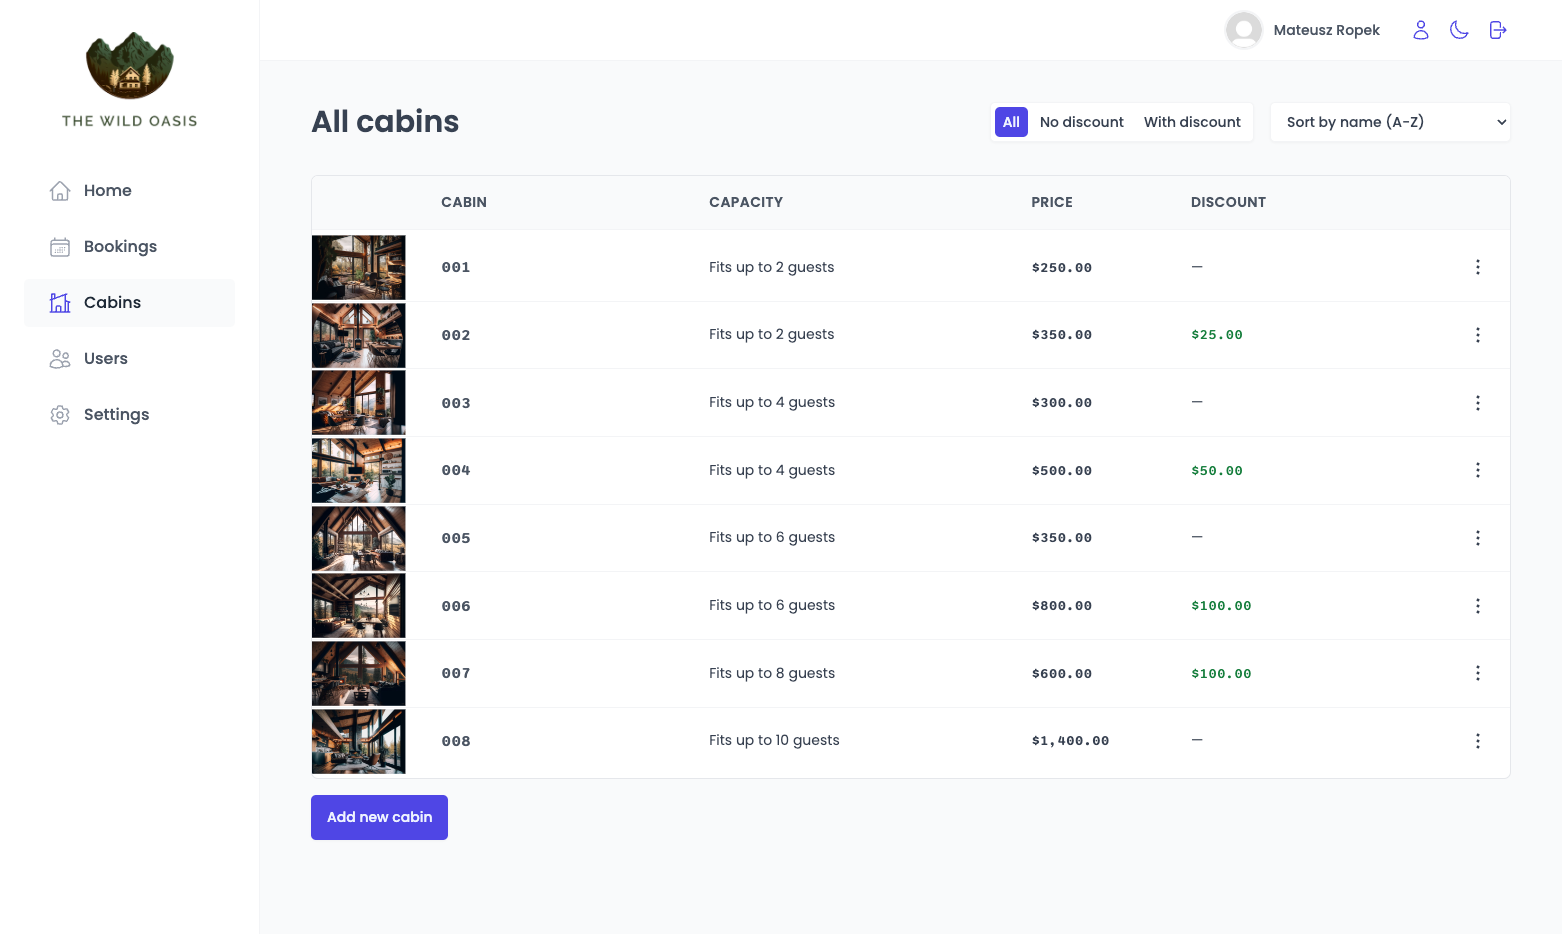 THE WILD OASIS
Home
Bookings
Cabins
Users
Settings
Mateusz Ropek
All cabins
All No discount With discount Sort by name (A-Z)
CABIN CAPACITY PRICE DISCOUNT
001 Fits up to 2 guests $250.00 —
002 Fits up to 2 guests $350.00 $25.00
003 Fits up to 4 guests $300.00 —
004 Fits up to 4 guests $500.00 $50.00
005 Fits up to 6 guests $350.00 —
006 Fits up to 6 guests $800.00 $100.00
007 Fits up to 8 guests $600.00 $100.00
008 Fits up to 10 guests $1,400.00 —
Add new cabin